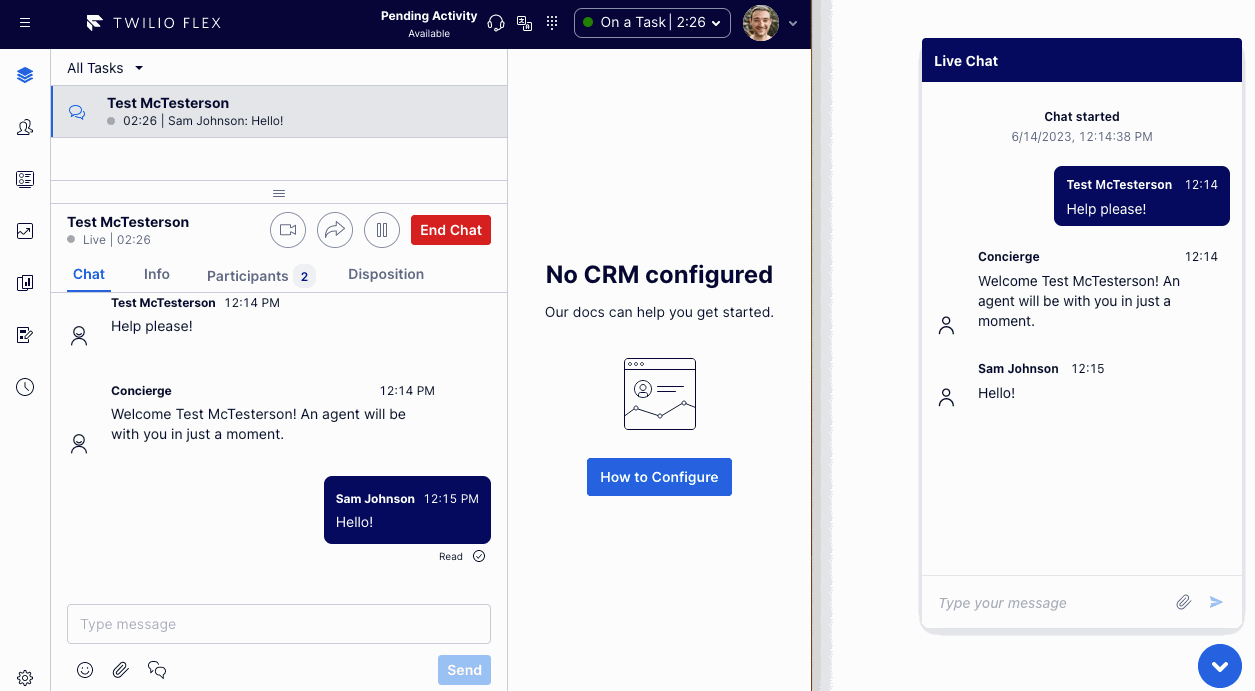 TWILIO FLEX
Pending Activity
Available
On a Task | 2:26
All Tasks
Test McTesterson
02:26 | Sam Johnson: Hello!
Test McTesterson
Live | 02:26
End Chat
Chat
Info
Participants 2
Disposition
Test McTesterson 12:14 PM
Help please!
Concierge 12:14 PM
Welcome Test McTesterson! An agent will be
with you in just a moment.
Sam Johnson 12:15 PM
Hello!
Read
Type message
Send
No CRM configured
Our docs can help you get started.
How to Configure
Live Chat
Chat started
6/14/2023, 12:14:38 PM
Test McTesterson 12:14
Help please!
Concierge 12:14
Welcome Test McTesterson! An
agent will be with you in just a
moment.
Sam Johnson 12:15
Hello!
Type your message